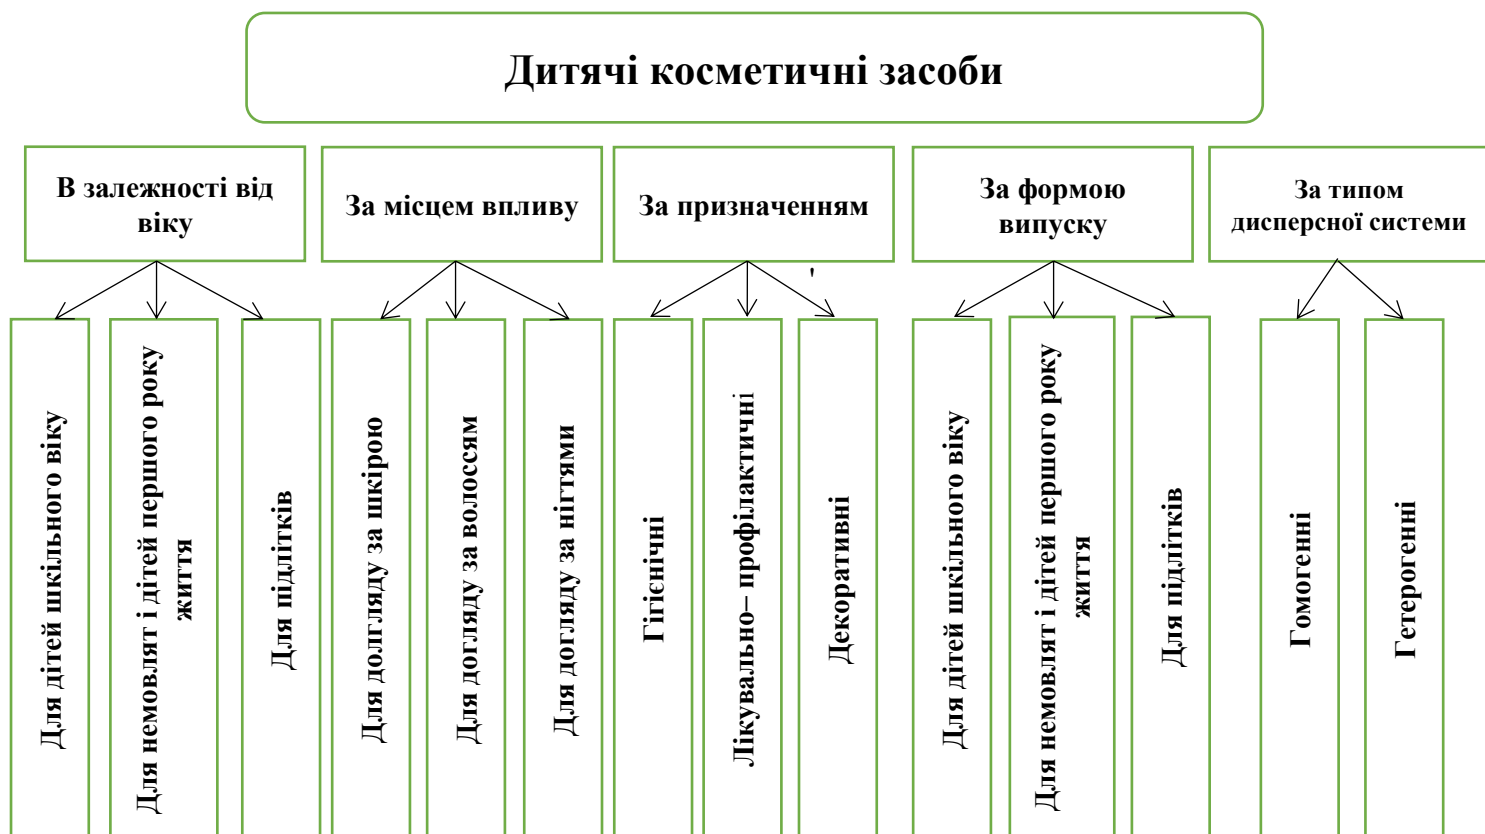 Дитячі косметичні засоби
В залежності від
віку
За місцем впливу
За призначенням
За формою
випуску
За типом
дисперсної системи
'
Для дітей шкільного віку
Для немовлят і дітей першого року
життя
Для підлітків
Для долгляду за шкірою
Для догляду за волоссям
Для догляду за нігтями
Гігієнічні
Лікувально– профілактичні
Декоративні
Для дітей шкільного віку
Для немовлят і дітей першого року
життя
Для підлітків
Гомогенні
Гетерогенні